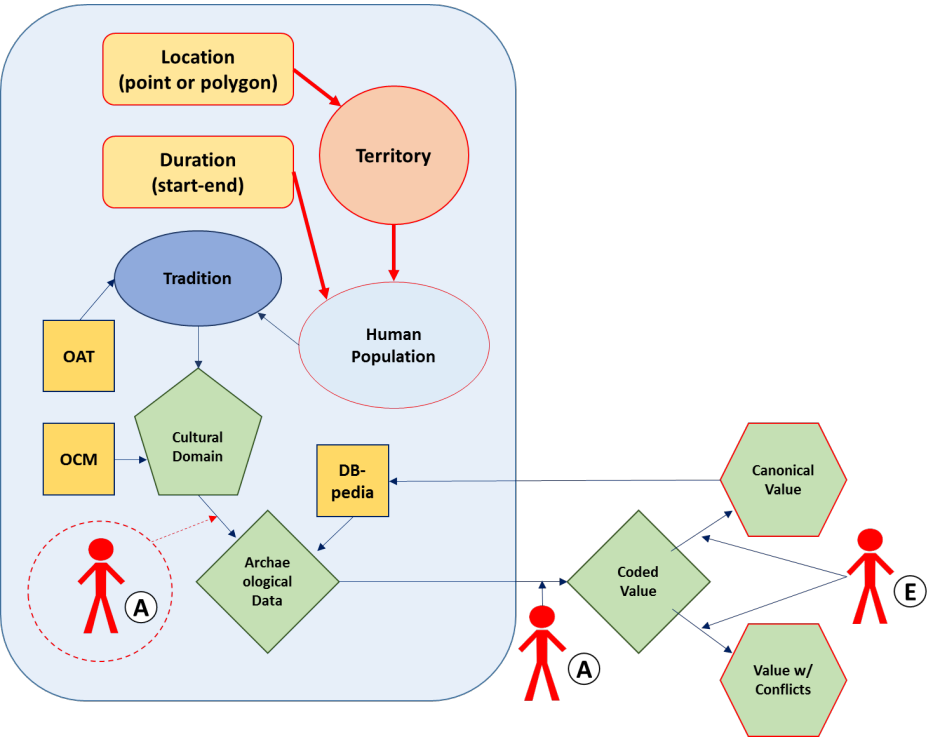 Location
(point or polygon)
Territory
Duration
(start-end)
Tradition
Human
Population
OAT
Cultural
Domain
OCM
DB-
pedia
Canonical
Value
Archae
ological
Data
Coded
Value
A
E
A
Value w/
Conflicts